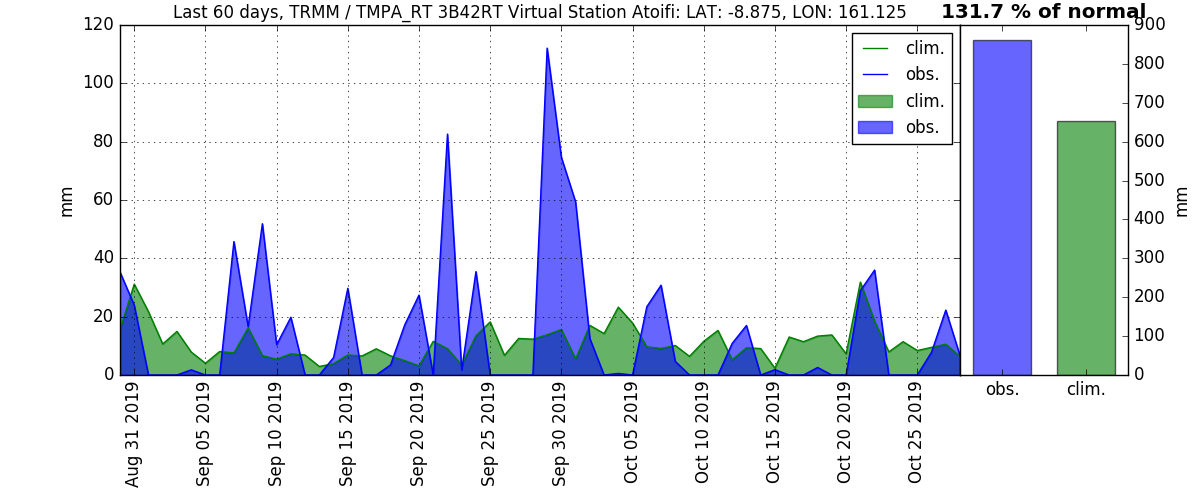 Last 60 days, TRMM / TMPA_RT 3B42RT Virtual Station Atoifi: LAT: -8.875, LON: 161.125
131.7 % of normal
120
100
80
60
40
20
0
mm
clim.
obs.
clim.
obs.
900
800
700
600
500
400
300
200
100
0
mm
Aug 31 2019
Sep 05 2019
Sep 10 2019
Sep 15 2019
Sep 20 2019
Sep 25 2019
Sep 30 2019
Oct 05 2019
Oct 10 2019
Oct 15 2019
Oct 20 2019
Oct 25 2019
obs.
clim.